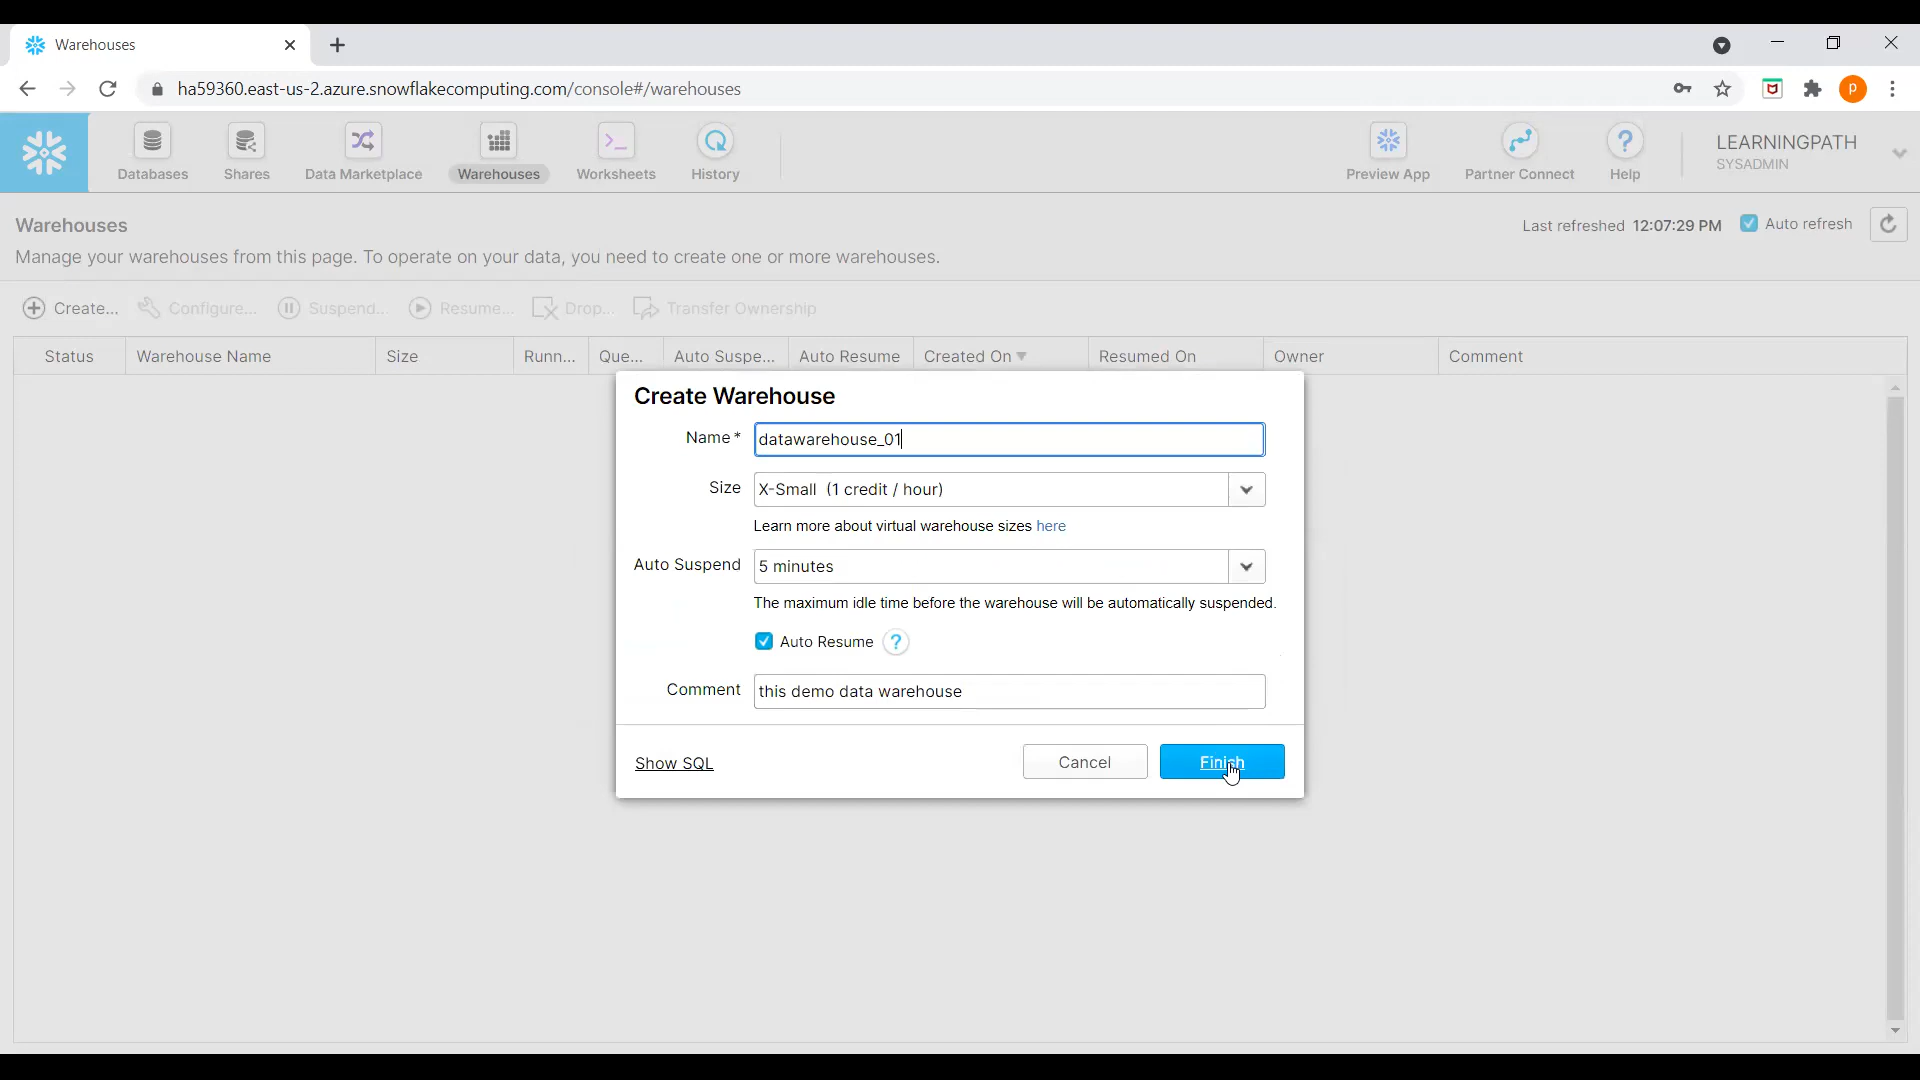 Warehouses
ha59360.east-us-2.azure.snowflakecomputing.com/console#/warehouses
P
Databases
Shares
Data Marketplace
Warehouses
Worksheets
History
Preview App
Partner Connect
Help
LEARNINGPATH
SYSADMIN
Warehouses
Last refreshed 12:07:29 PM
Auto refresh
Manage your warehouses from this page. To operate on your data, you need to create one or more warehouses.
Create...
Configure...
Suspend...
Resume...
Drop...
Transfer Ownership
Status
Warehouse Name
Size
Runn...
Que...
Auto Suspe...
Auto Resume
Created On
Resumed On
Owner
Comment
Create Warehouse
Name * datawarehouse_01
Size X-Small (1 credit / hour)
Learn more about virtual warehouse sizes here
Auto Suspend 5 minutes
The maximum idle time before the warehouse will be automatically suspended.
Auto Resume ?
Comment this demo data warehouse
Show SQL
Cancel
Finish